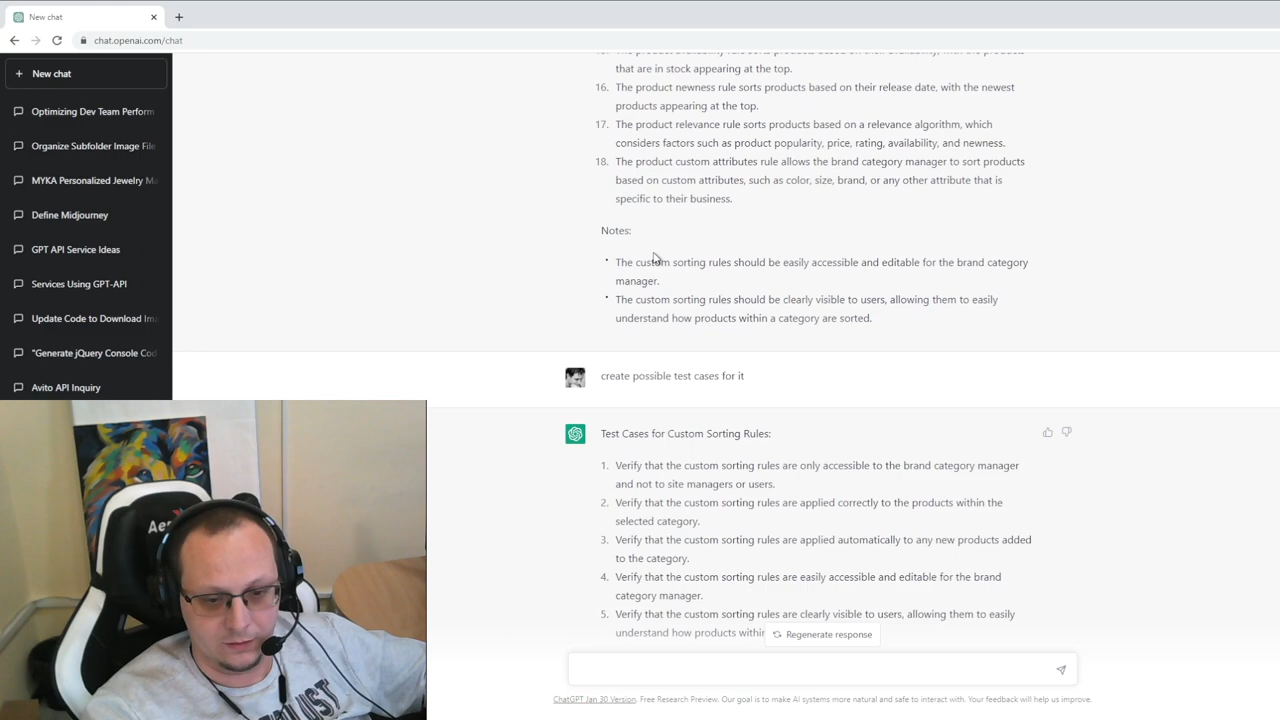 New chat
chat.openai.com/chat
New chat
Optimizing Dev Team Perform
Organize Subfolder Image File
MYKA Personalized Jewelry M
Define Midjourney
GPT API Service Ideas
Services Using GPT-API
Update Code to Download Ima
"Generate jQuery Console Cod
Avito API Inquiry
The product availability rule sorts products based on their availability, with the products
that are in stock appearing at the top.
16. The product newness rule sorts products based on their release date, with the newest
products appearing at the top.
17. The product relevance rule sorts products based on a relevance algorithm, which
considers factors such as product popularity, price, rating, availability, and newness.
18. The product custom attributes rule allows the brand category manager to sort products
based on custom attributes, such as color, size, brand, or any other attribute that is
specific to their business.
Notes:
• The custom sorting rules should be easily accessible and editable for the brand category
manager.
• The custom sorting rules should be clearly visible to users, allowing them to easily
understand how products within a category are sorted.
create possible test cases for it
Test Cases for Custom Sorting Rules:
1. Verify that the custom sorting rules are only accessible to the brand category manager
and not to site managers or users.
2. Verify that the custom sorting rules are applied correctly to the products within the
selected category.
3. Verify that the custom sorting rules are applied automatically to any new products added
to the category.
4. Verify that the custom sorting rules are easily accessible and editable for the brand
category manager.
5. Verify that the custom sorting rules are clearly visible to users, allowing them to easily
understand how products within
Regenerate response
ChatGPT Jan 30 Version. Free Research Preview. Our goal is to make AI systems more natural and safe to interact with. Your feedback will help us improve.